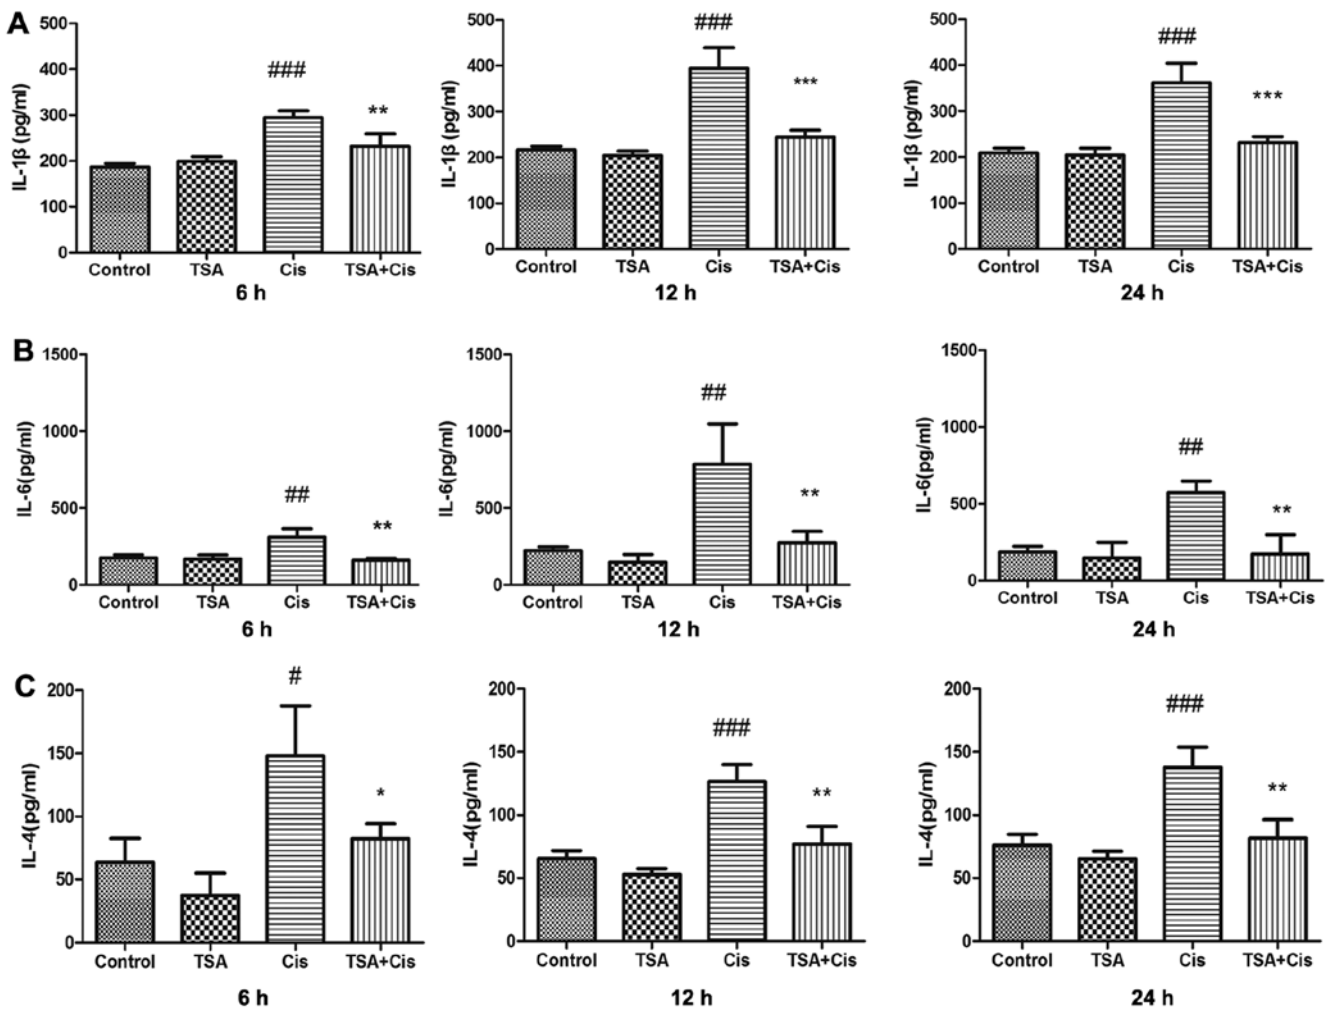 A
500
400
300
200
100
0
IL-1β (pg/ml)
###
**
Control TSA Cis TSA+Cis
6 h
500
400
300
200
100
0
IL-1β (pg/ml)
###
***
Control TSA Cis TSA+Cis
12 h
500
400
300
200
100
0
IL-1β (pg/ml)
###
***
Control TSA Cis TSA+Cis
24 h
B
1500
1000
500
0
IL-6(pg/ml)
##
**
Control TSA Cis TSA+Cis
6 h
1500
1000
500
0
IL-6(pg/ml)
##
**
Control TSA Cis TSA+Cis
12 h
1500
1000
500
0
IL-6(pg/ml)
##
**
Control TSA Cis TSA+Cis
24 h
C
200
150
100
50
0
IL-4(pg/ml)
#
*
Control TSA Cis TSA+Cis
6 h
200
150
100
50
0
IL-4(pg/ml)
###
**
Control TSA Cis TSA+Cis
12 h
200
150
100
50
0
IL-4(pg/ml)
###
**
Control TSA Cis TSA+Cis
24 h